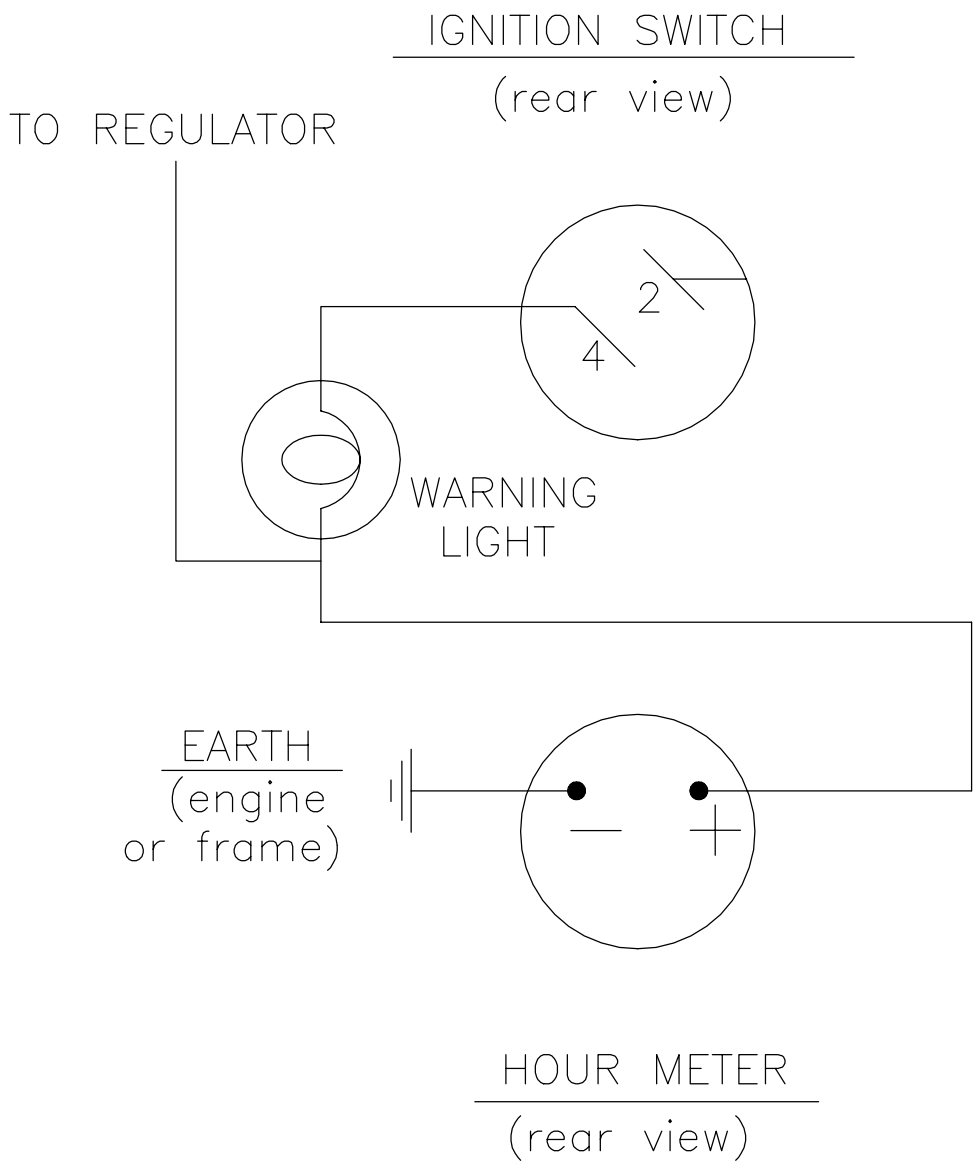 IGNITION SWITCH
(rear view)
TO REGULATOR
2
4
WARNING
LIGHT
EARTH
(engine
or frame)
− +
HOUR METER
(rear view)